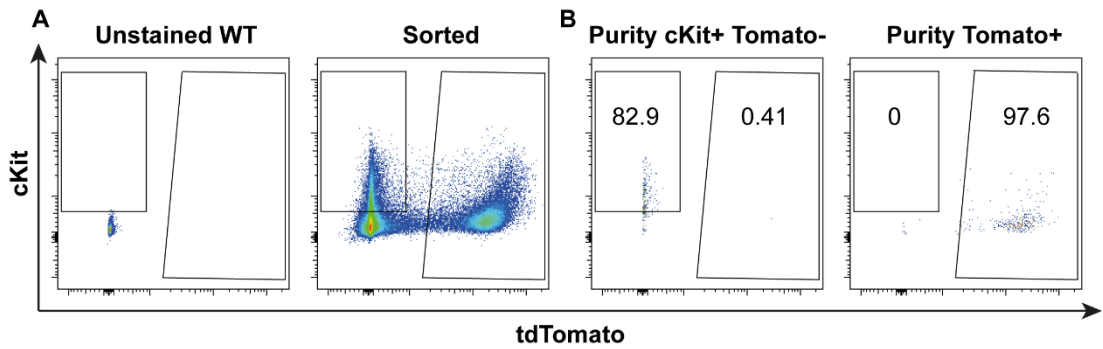 A
Unstained WT
Sorted
B
Purity cKit+ Tomato-
Purity Tomato+
82.9
0.41
0
97.6
cKit
tdTomato